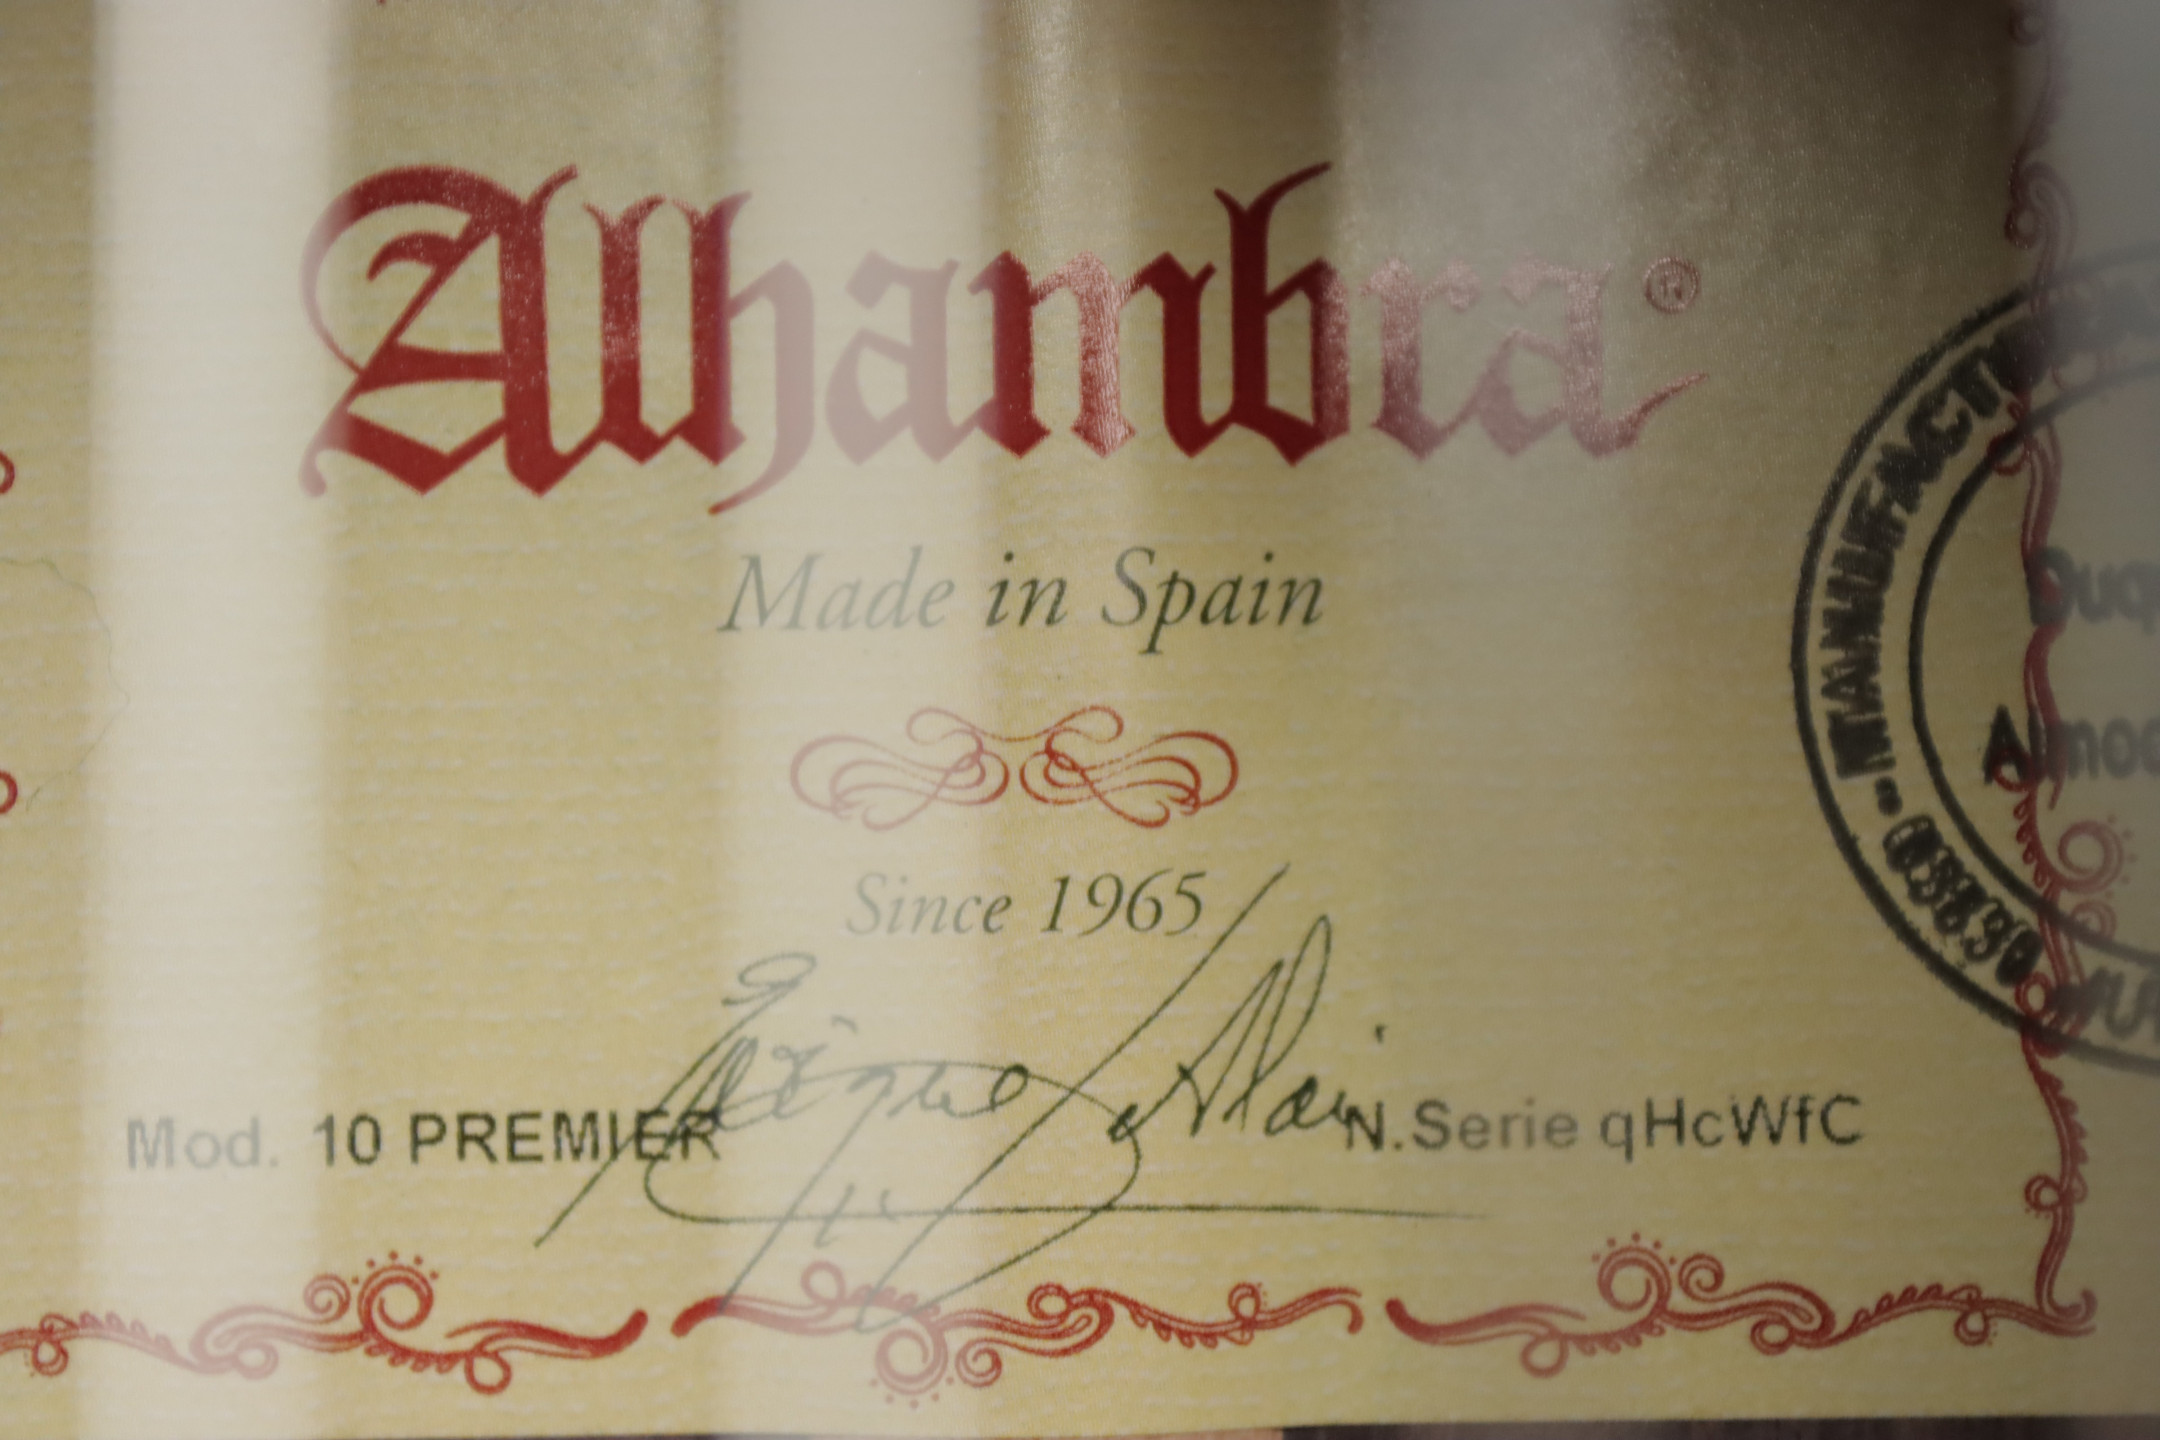 Alhambra®
Made in Spain
Since 1965
Mod. 10 PREMIER
N.Serie qHcWfC